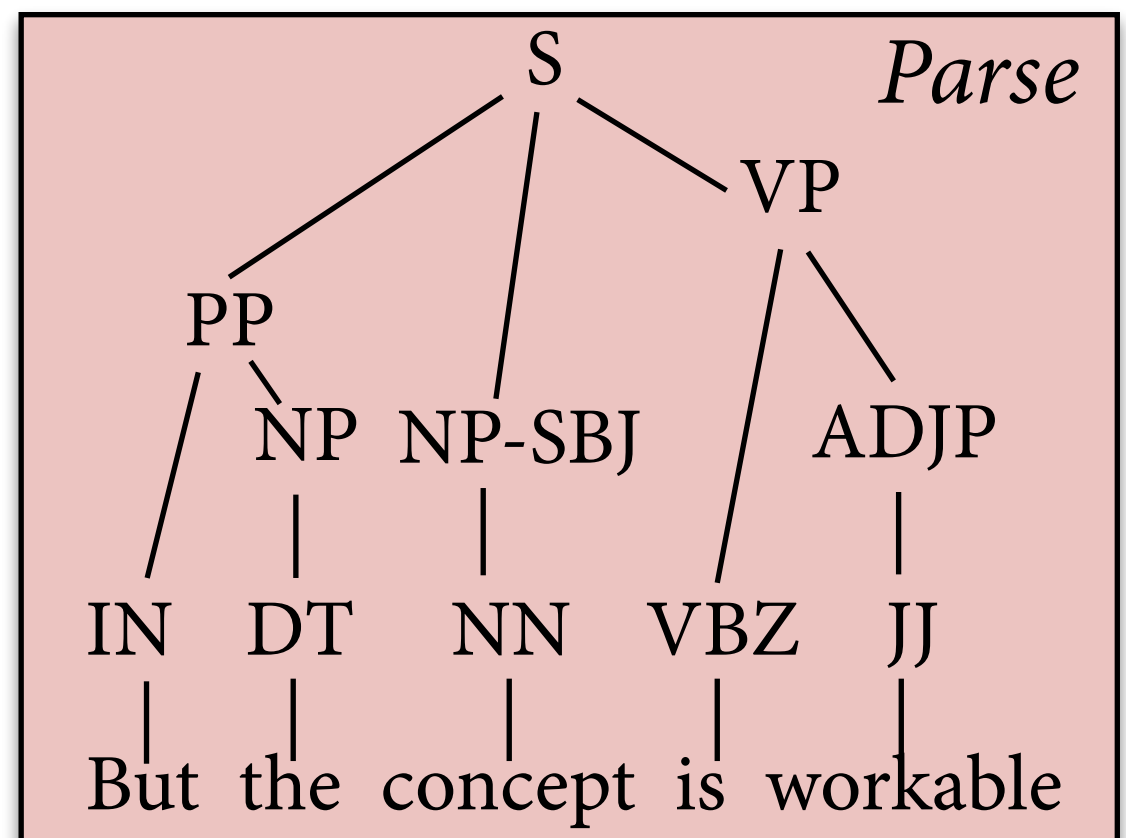 S
Parse
VP
PP
NP NP-SBJ ADJP
IN DT NN VBZ JJ
But the concept is workable